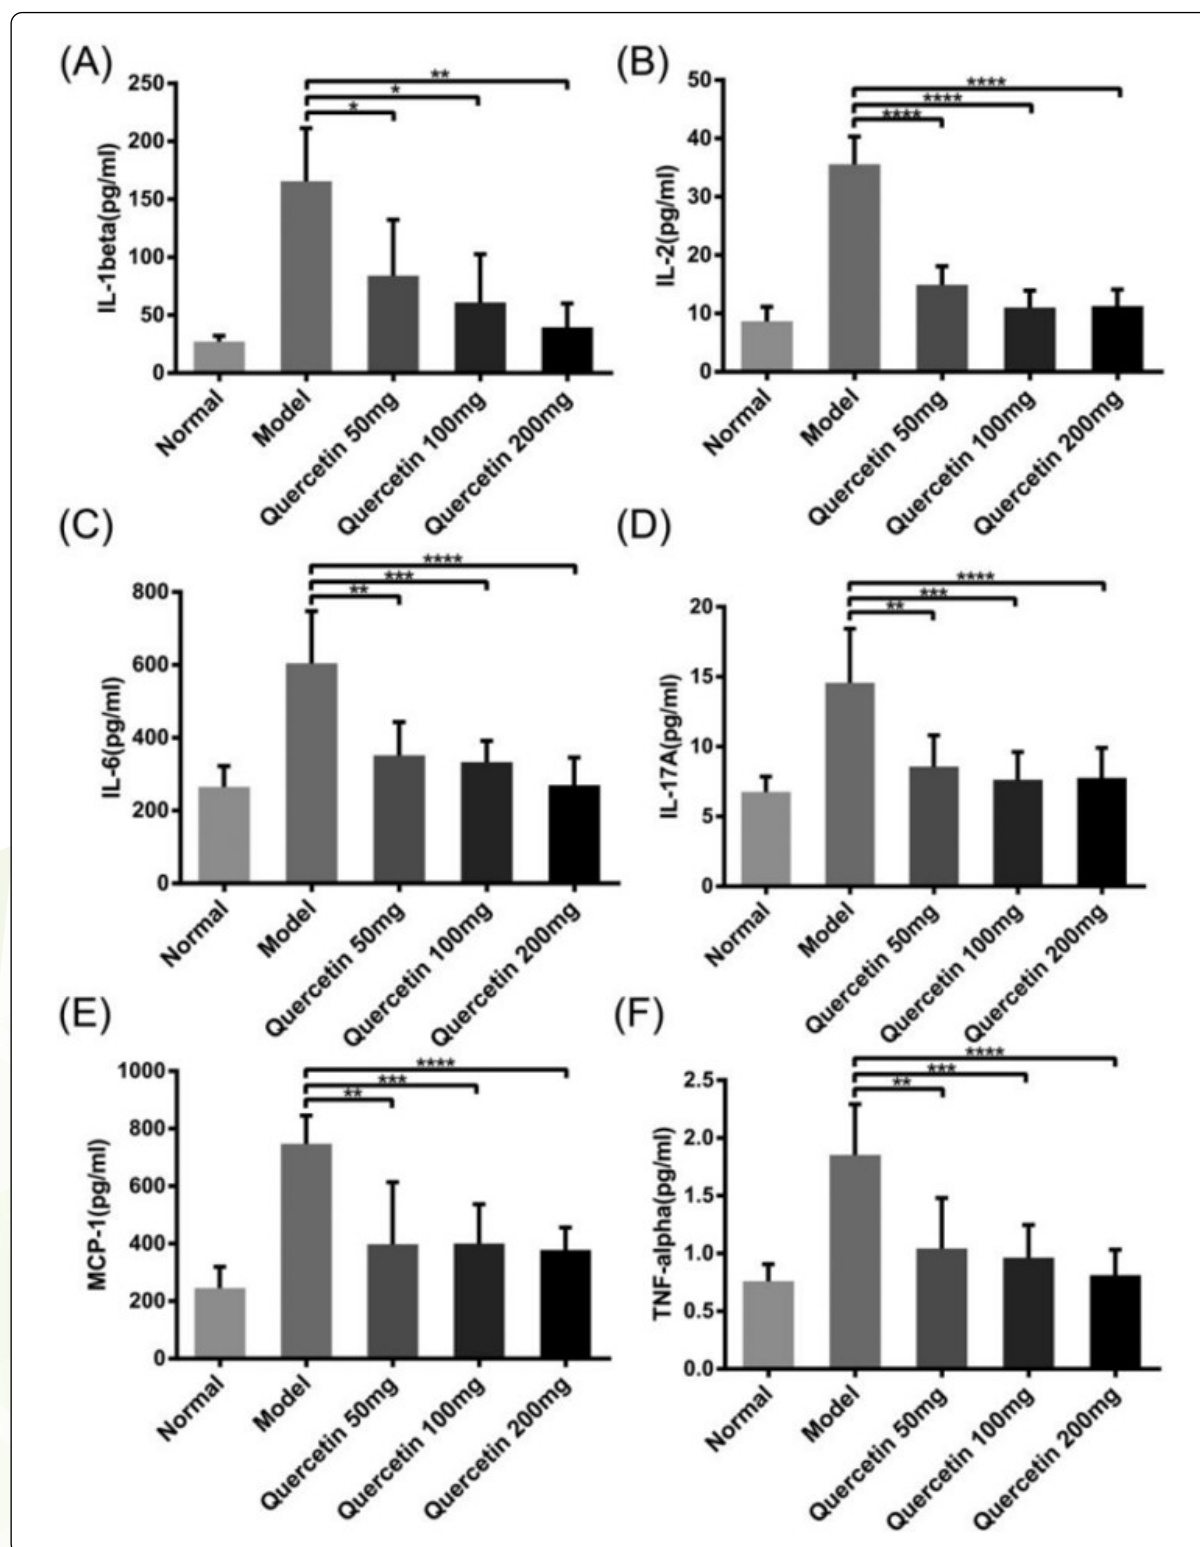 (A)
IL-1beta(pg/ml)
250
200
150
100
50
0
**
*
*
Normal
Model
Quercetin 50mg
Quercetin 100mg
Quercetin 200mg
(B)
IL-2(pg/ml)
50
40
30
20
10
0
****
****
****
Normal
Model
Quercetin 50mg
Quercetin 100mg
Quercetin 200mg
(C)
IL-6(pg/ml)
800
600
400
200
0
****
***
**
Normal
Model
Quercetin 50mg
Quercetin 100mg
Quercetin 200mg
(D)
IL-17A(pg/ml)
20
15
10
5
0
****
***
**
Normal
Model
Quercetin 50mg
Quercetin 100mg
Quercetin 200mg
(E)
MCP-1(pg/ml)
1000
800
600
400
200
0
****
***
**
Normal
Model
Quercetin 50mg
Quercetin 100mg
Quercetin 200mg
(F)
TNF-alpha(pg/ml)
2.5
2.0
1.5
1.0
0.5
0.0
****
***
**
Normal
Model
Quercetin 50mg
Quercetin 100mg
Quercetin 200mg